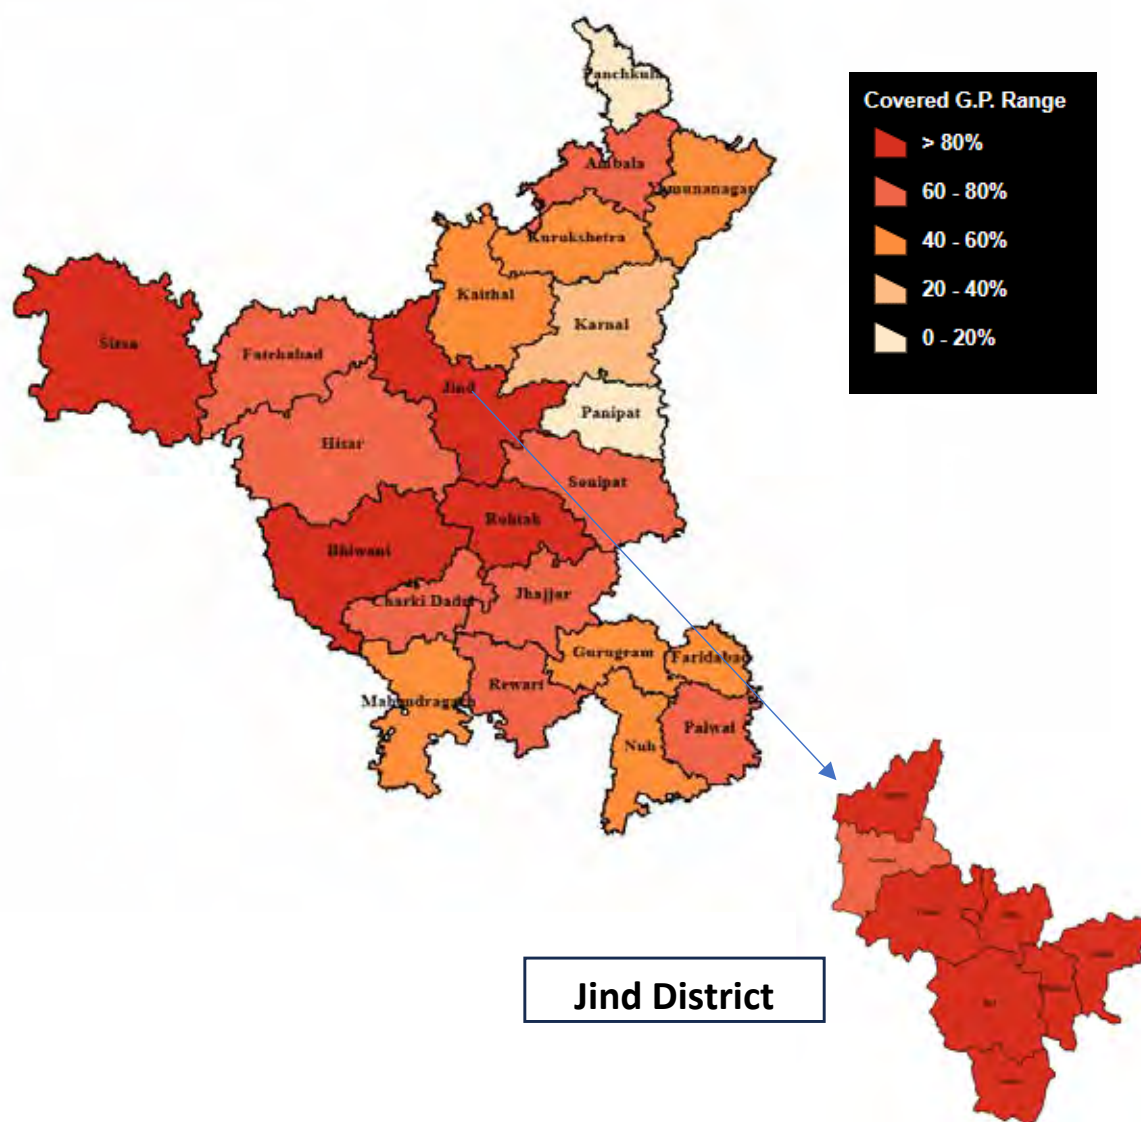 Panchkula
Covered G.P. Range
> 80%
60 - 80%
40 - 60%
20 - 40%
0 - 20%
Ambala
amunanagar
Kurukshetra
Kaithal
Karnal
Sirsa
Fatehabad
Jind
Panipat
Hisar
Sonipat
Rohtak
Bhiwani
Charki Dadri
Jhajjar
Gurugram
Faridabad
Rewari
Mahendragarh
Palwal
Nuh
Jind District